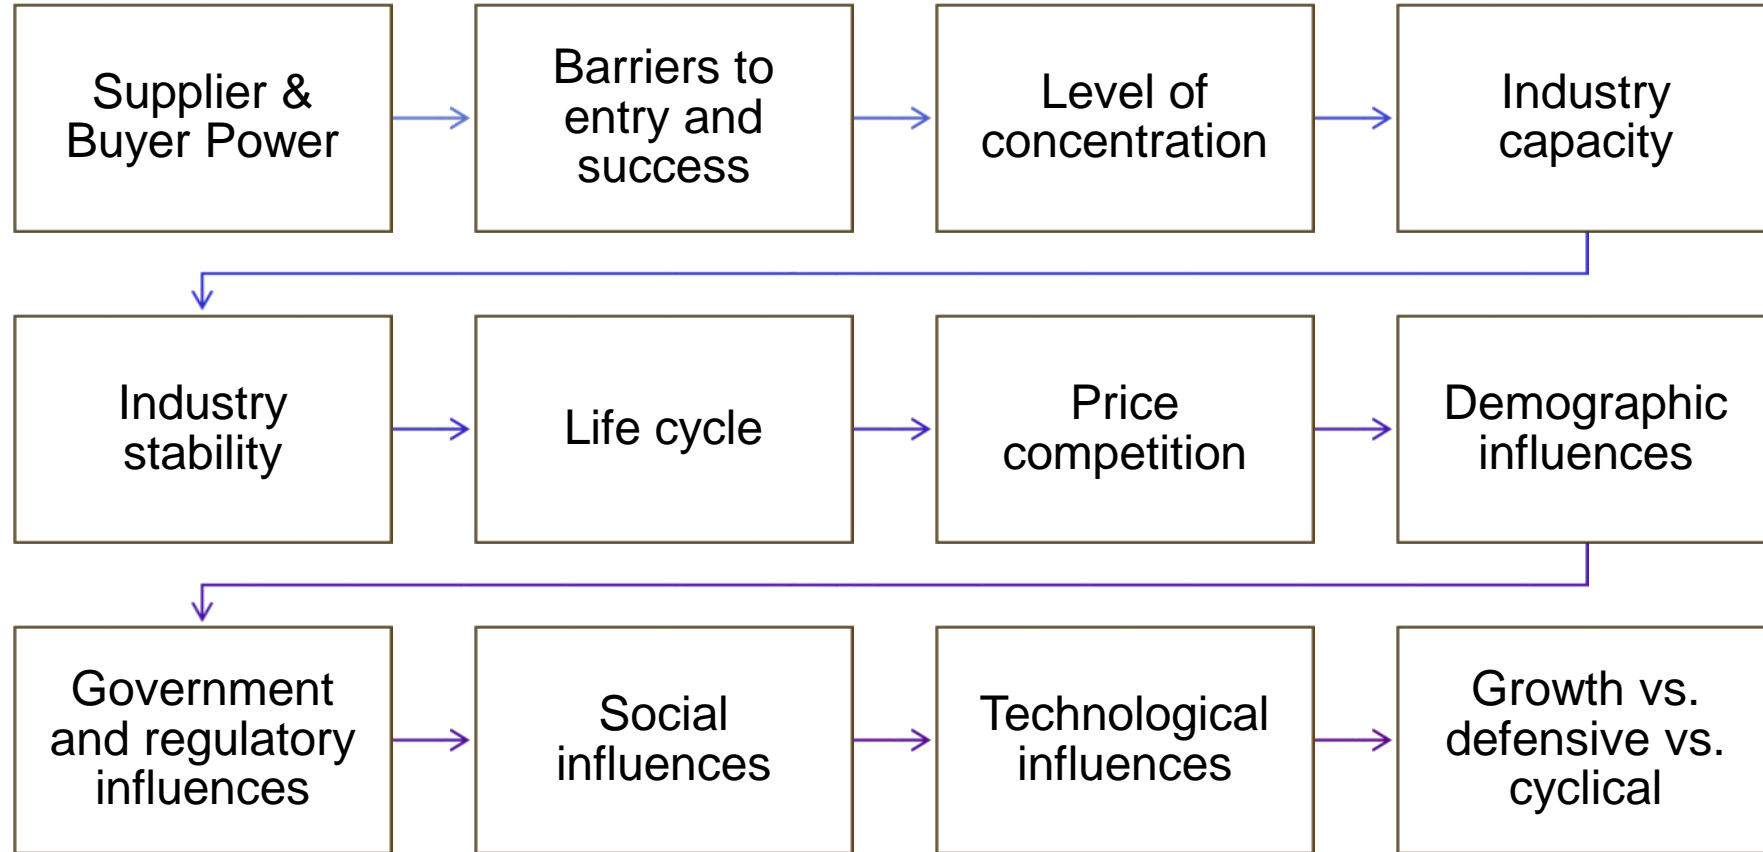 Supplier &
Buyer Power
Barriers to
entry and
success
Level of
concentration
Industry
capacity
Industry
stability
Life cycle
Price
competition
Demographic
influences
Government
and regulatory
influences
Social
influences
Technological
influences
Growth vs.
defensive vs.
cyclical